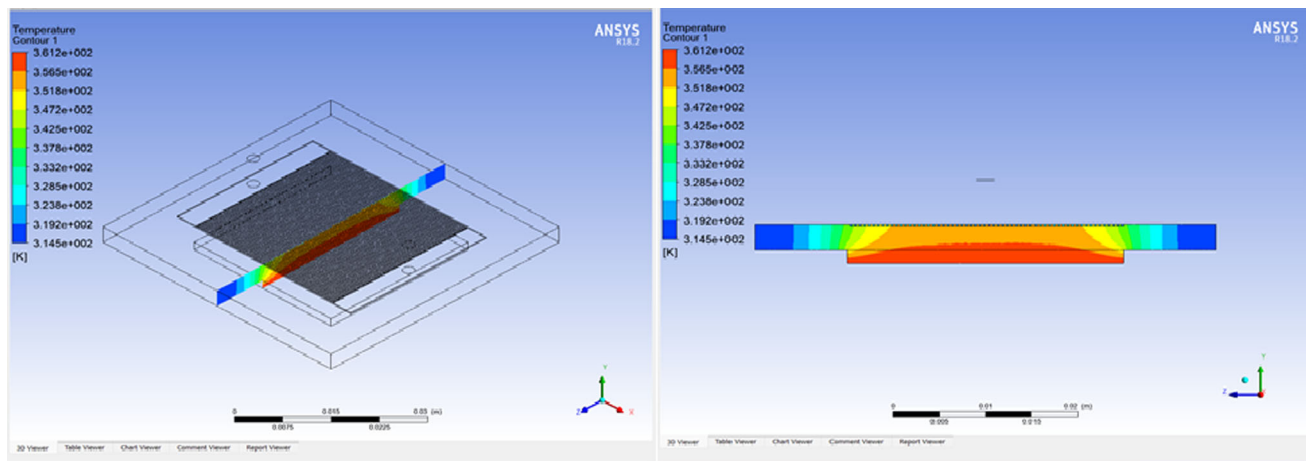 Temperature
Contour 1
3.612e+002
3.565e+002
3.518e+002
3.472e+002
3.425e+002
3.378e+002
3.332e+002
3.285e+002
3.238e+002
3.192e+002
3.145e+002
[K]
ANSYS
R18.2
0 0.015 0.03 (m)
0.0075 0.0225
Y
Z X
3D Viewer Table Viewer Chart Viewer Comment Viewer Report Viewer
Temperature
Contour 1
3.612e+002
3.565e+002
3.518e+002
3.472e+002
3.425e+002
3.378e+002
3.332e+002
3.285e+002
3.238e+002
3.192e+002
3.145e+002
[K]
ANSYS
R18.2
0 0.01 0.02 (m)
0.005 0.015
Y
Z
3D Viewer Table Viewer Chart Viewer Comment Viewer Report Viewer